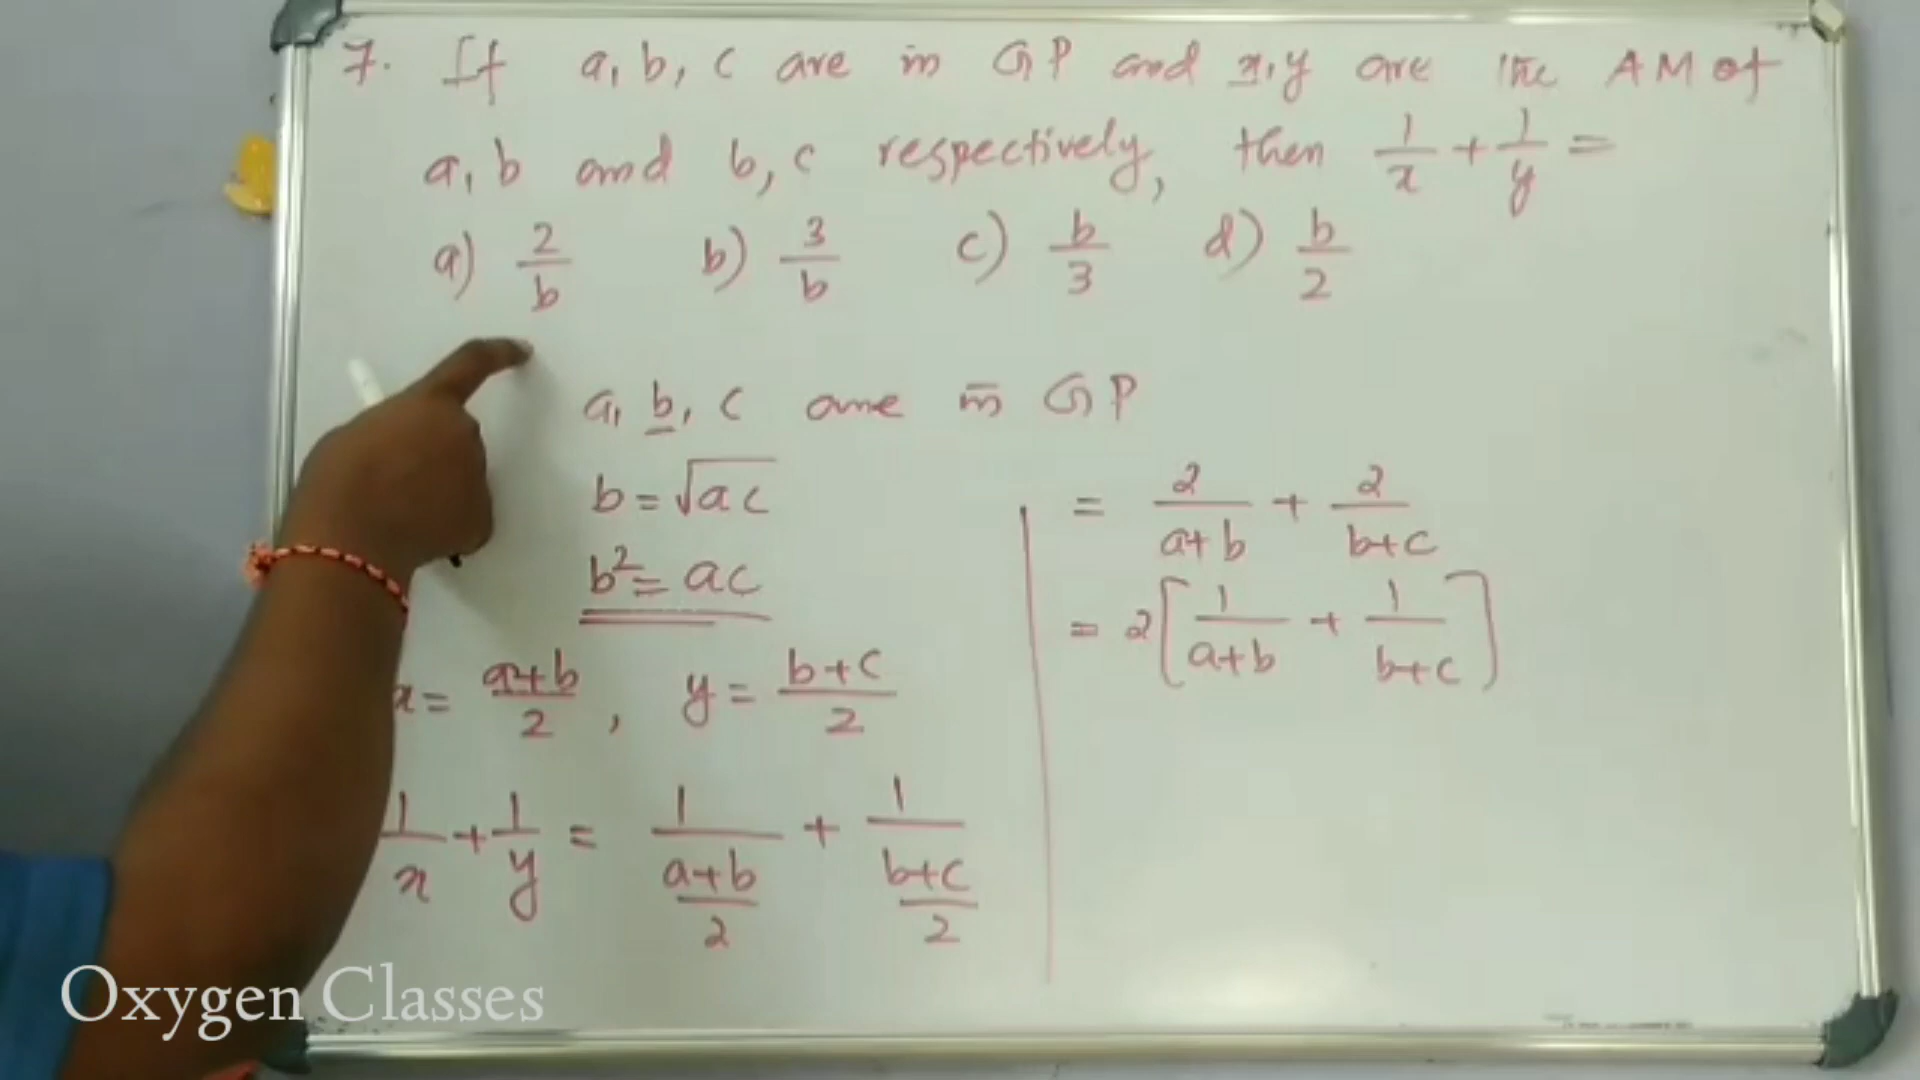 7. If a, b, c are in GP and x, y are the AM of
a, b and b, c respectively, then 1/x + 1/y =
a) 2/b b) 3/b c) b/3 d) b/2
a, b, c are in GP
b = √ac
b² = ac
x = a+b/2 , y = b+c/2
1/x + 1/y = 1/(a+b/2) + 1/(b+c/2)
= 2/(a+b) + 2/(b+c)
= 2[1/(a+b) + 1/(b+c)]
Oxygen Classes